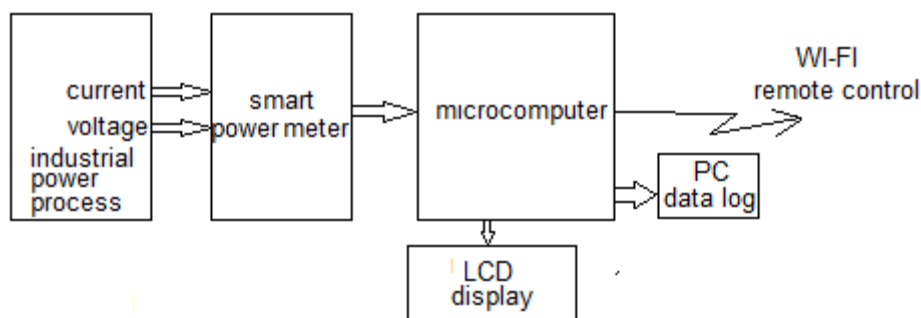 current
voltage
industrial
power
process
smart
power meter
microcomputer
WI-FI
remote control
PC
data log
LCD
display